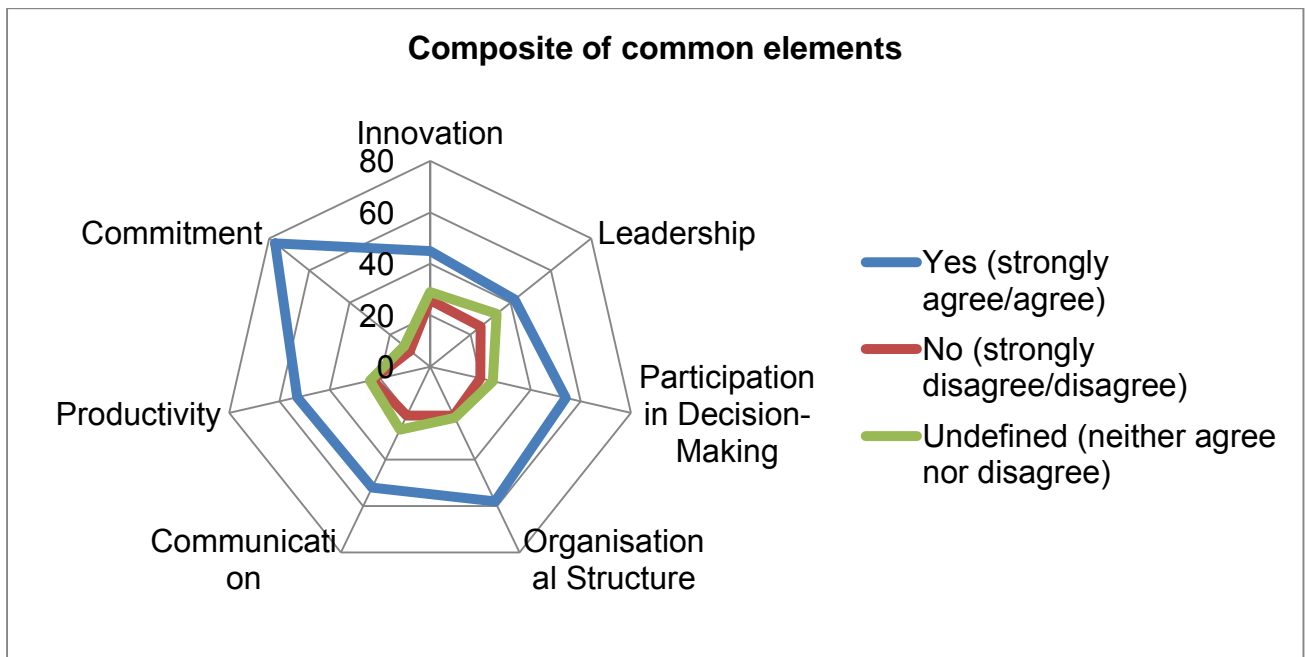 Composite of common elements
Innovation
80
60
40
20
0
Leadership
Participation
in Decision-
Making
Organisation
al Structure
Communicati
on
Productivity
Commitment
Yes (strongly
agree/agree)
No (strongly
disagree/disagree)
Undefined (neither agree
nor disagree)